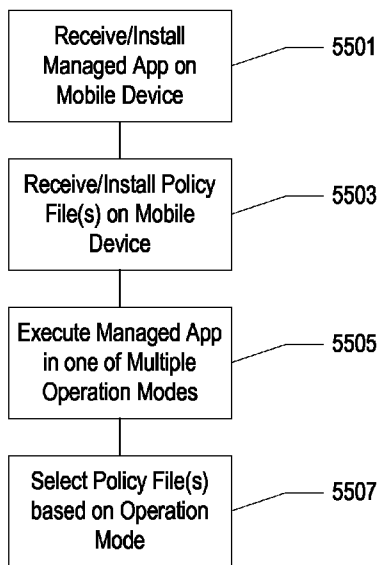 Receive/Install
Managed App on
Mobile Device
5501
Receive/Install Policy
File(s) on Mobile
Device
5503
Execute Managed App
in one of Multiple
Operation Modes
5505
Select Policy File(s)
based on Operation
Mode
5507